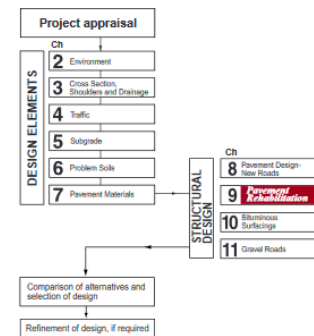 Project appraisal
Ch
DESIGN ELEMENTS
2 Environment
3 Cross Section,
Shoulders and Drainage
4 Traffic
5 Subgrade
6 Problem Soils
7 Pavement Materials
STRUCTURAL
DESIGN
Ch
8 Pavement Design-
New Roads
9 Pavement
Rehabilitation
10 Bituminous
Surfacings
11 Gravel Roads
Comparison of alternatives and
selection of design
Refinement of design, if required